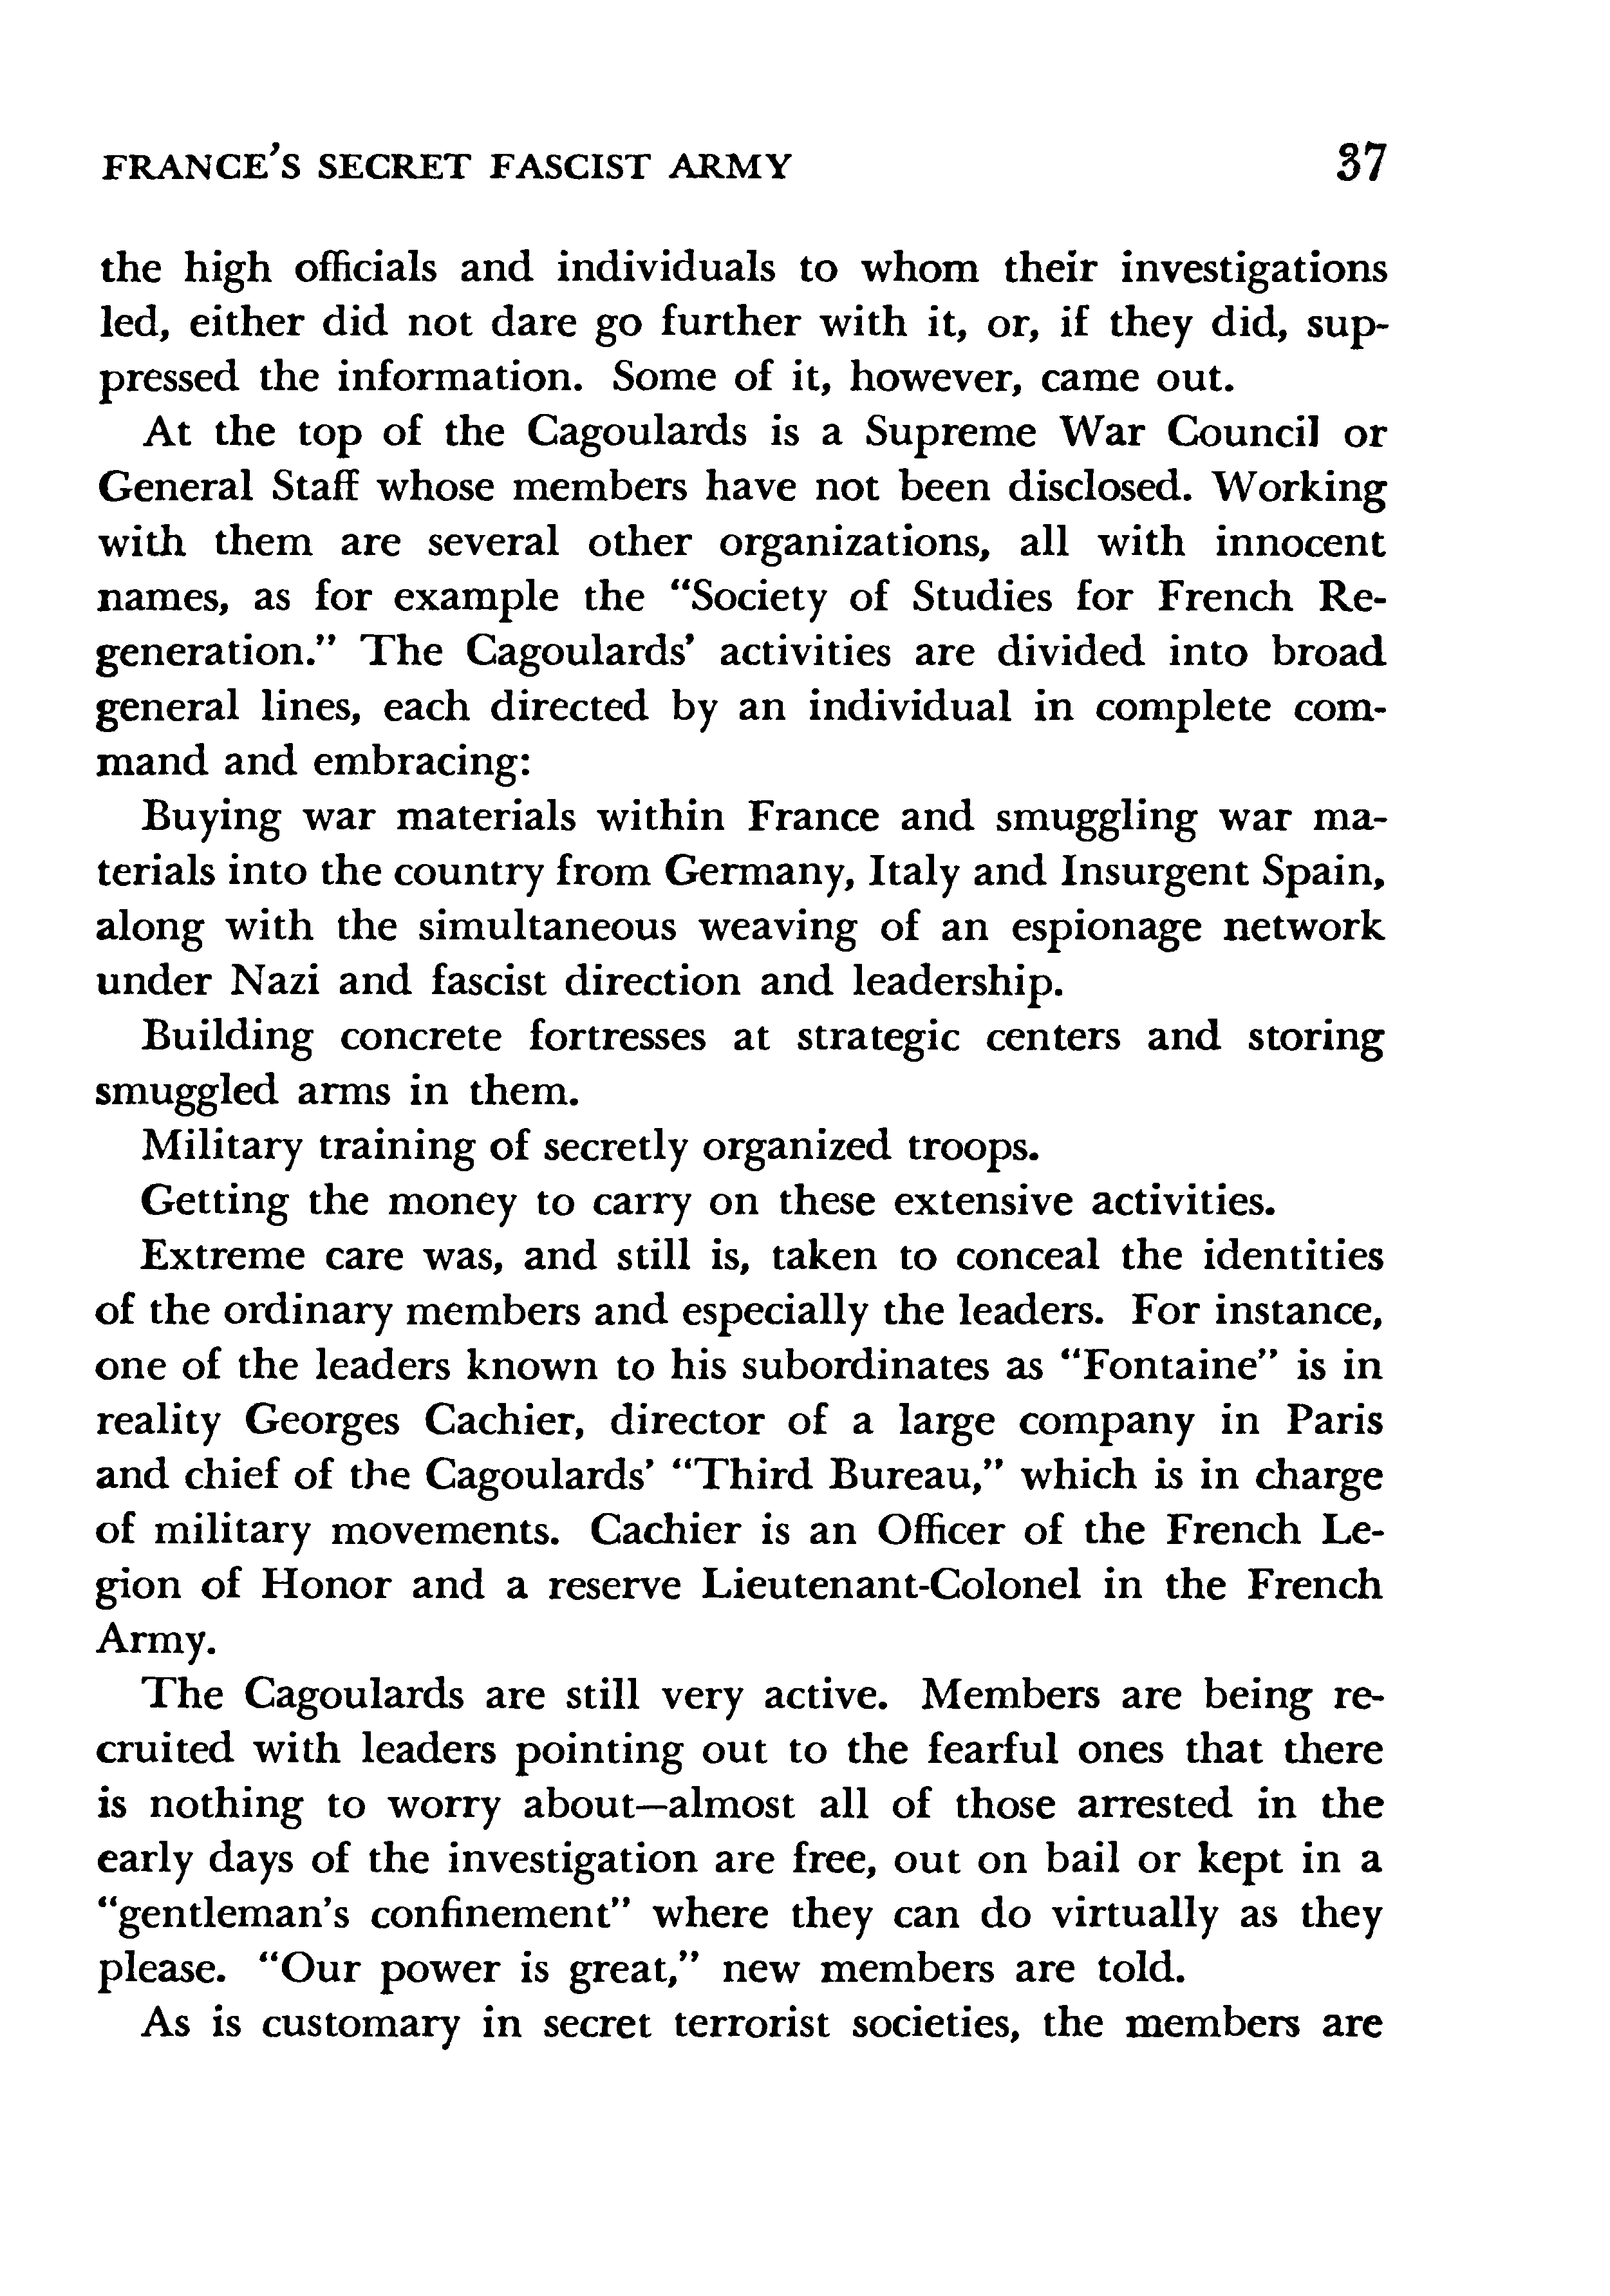 FRANCE'S SECRET FASCIST ARMY 37
the high officials and individuals to whom their investigations
led, either did not dare go further with it, or, if they did, sup-
pressed the information. Some of it, however, came out.
At the top of the Cagoulards is a Supreme War Council or
General Staff whose members have not been disclosed. Working
with them are several other organizations, all with innocent
names, as for example the “Society of Studies for French Re-
generation.” The Cagoulards’ activities are divided into broad
general lines, each directed by an individual in complete com-
mand and embracing:
Buying war materials within France and smuggling war ma-
terials into the country from Germany, Italy and Insurgent Spain,
along with the simultaneous weaving of an espionage network
under Nazi and fascist direction and leadership.
Building concrete fortresses at strategic centers and storing
smuggled arms in them.
Military training of secretly organized troops.
Getting the money to carry on these extensive activities.
Extreme care was, and still is, taken to conceal the identities
of the ordinary members and especially the leaders. For instance,
one of the leaders known to his subordinates as “Fontaine” is in
reality Georges Cachier, director of a large company in Paris
and chief of the Cagoulards’ “Third Bureau,” which is in charge
of military movements. Cachier is an Officer of the French Le-
gion of Honor and a reserve Lieutenant-Colonel in the French
Army.
The Cagoulards are still very active. Members are being re-
cruited with leaders pointing out to the fearful ones that there
is nothing to worry about—almost all of those arrested in the
early days of the investigation are free, out on bail or kept in a
“gentleman’s confinement” where they can do virtually as they
please. “Our power is great,” new members are told.
As is customary in secret terrorist societies, the members are